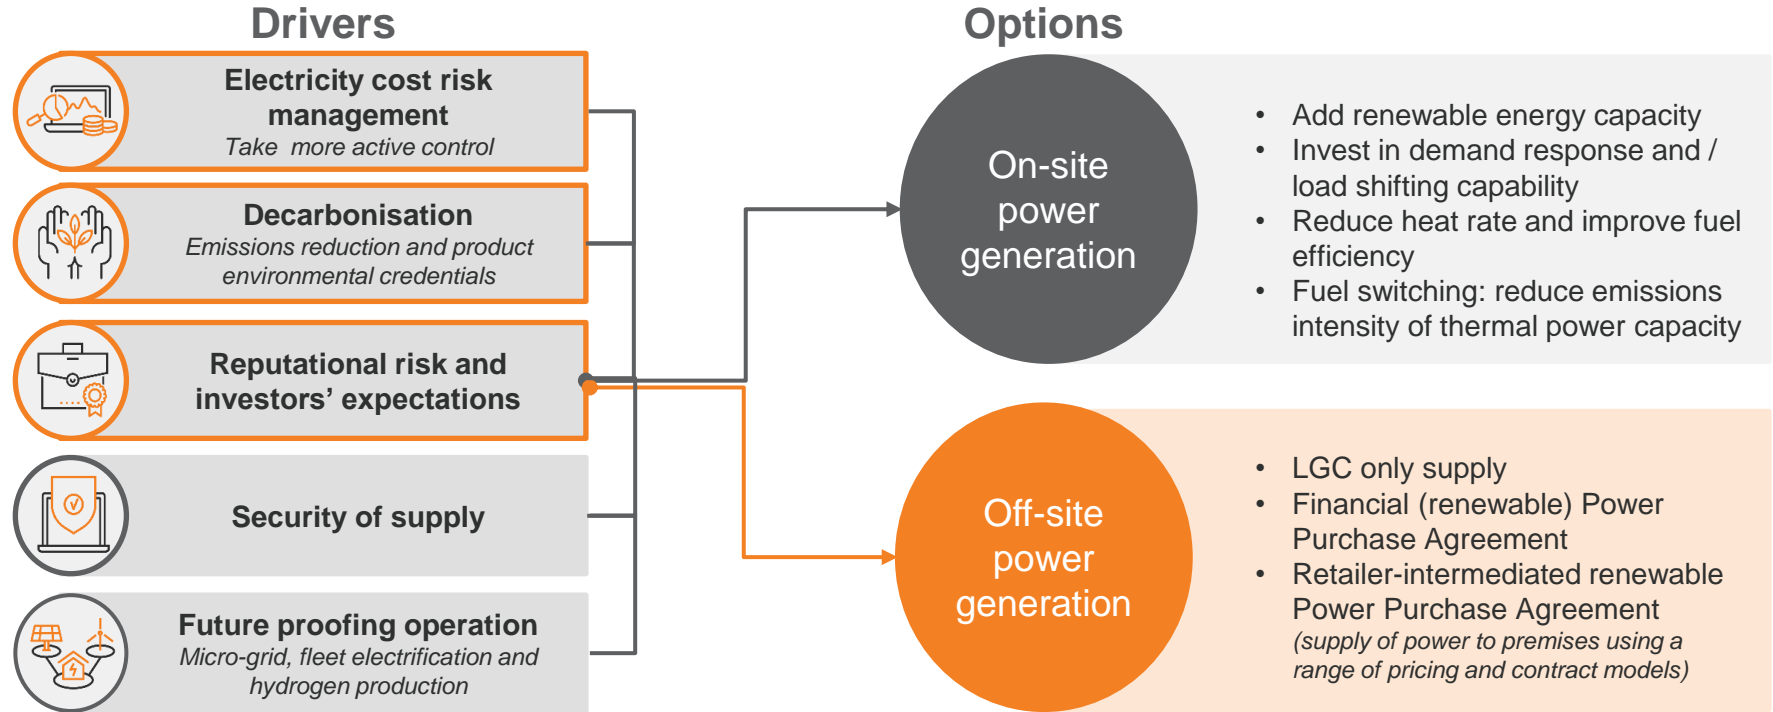 Drivers
Electricity cost risk
management
Take  more active control
Decarbonisation
Emissions reduction and product
environmental credentials
Reputational risk and
investors’ expectations
Security of supply
Future proofing operation
Micro-grid, fleet electrification and
hydrogen production
Options
On-site
power
generation
• Add renewable energy capacity
• Invest in demand response and /
load shifting capability
• Reduce heat rate and improve fuel
efficiency
• Fuel switching: reduce emissions
intensity of thermal power capacity
Off-site
power
generation
• LGC only supply
• Financial (renewable) Power
Purchase Agreement
• Retailer-intermediated renewable
Power Purchase Agreement
(supply of power to premises using a
range of pricing and contract models)